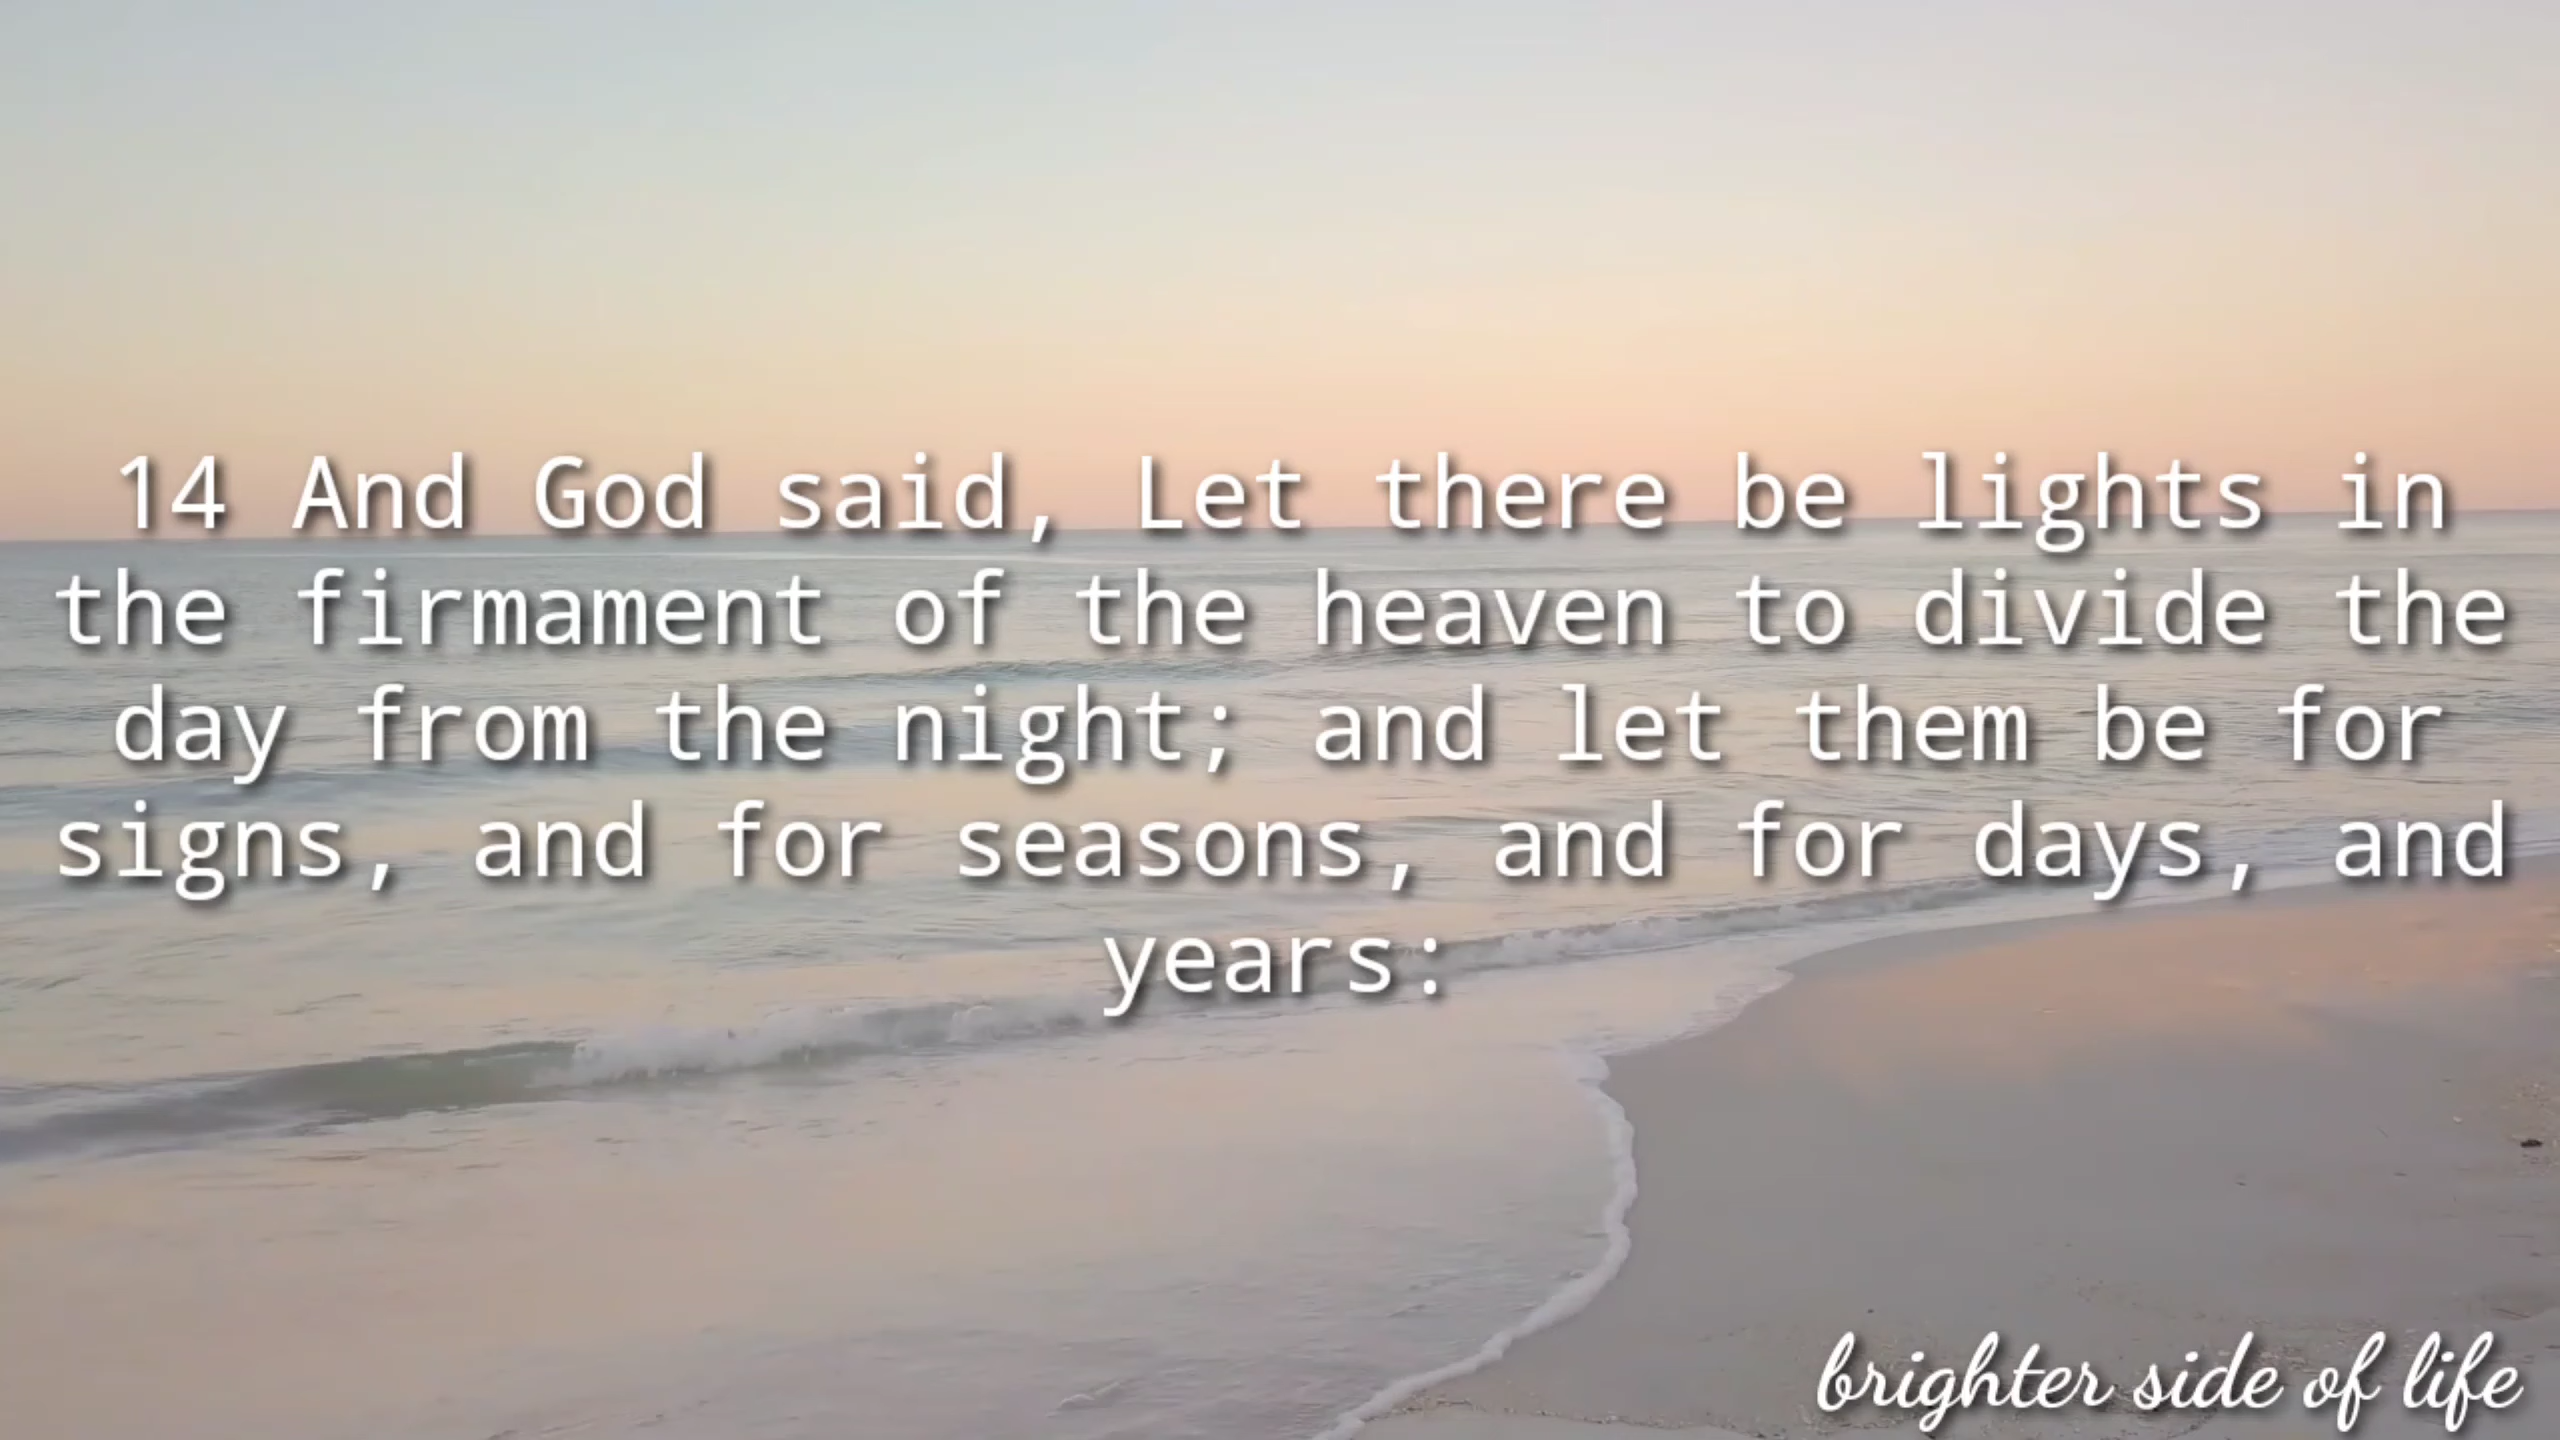 14 And God said, Let there be lights in
the firmament of the heaven to divide the
day from the night; and let them be for
signs, and for seasons, and for days, and
years:
brighter side of life